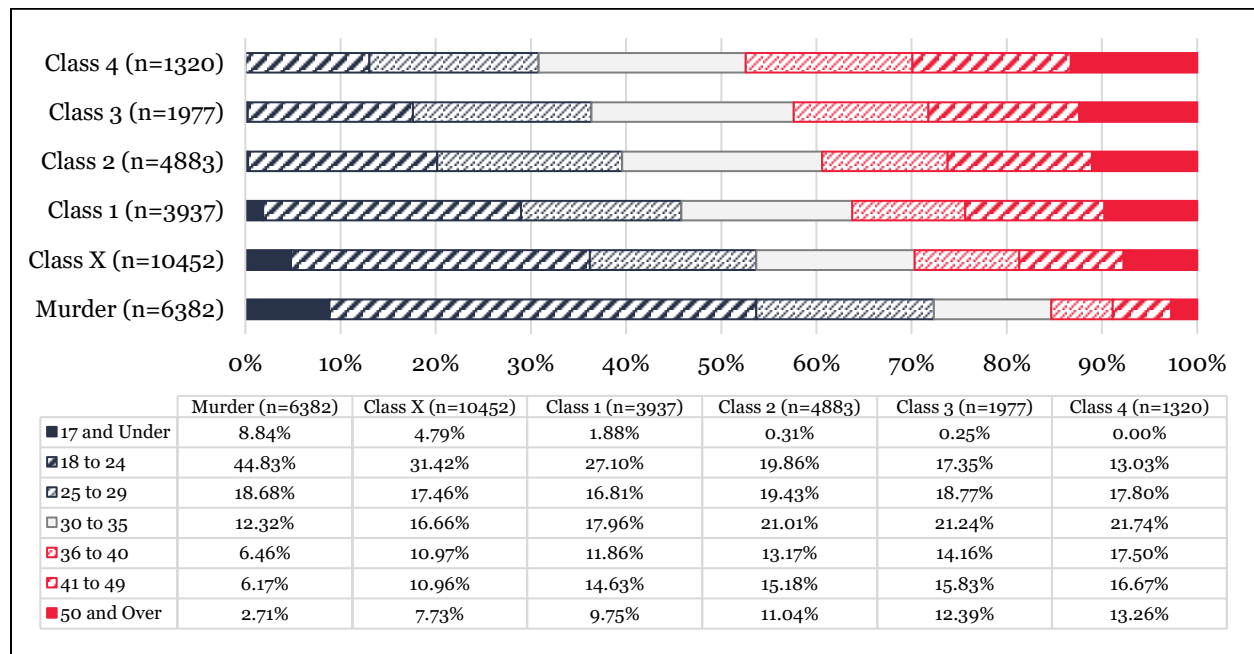 Class 4 (n=1320)
Class 3 (n=1977)
Class 2 (n=4883)
Class 1 (n=3937)
Class X (n=10452)
Murder (n=6382)
0% 10% 20% 30% 40% 50% 60% 70% 80% 90% 100%
Murder (n=6382) Class X (n=10452) Class 1 (n=3937) Class 2 (n=4883) Class 3 (n=1977) Class 4 (n=1320)
17 and Under 8.84% 4.79% 1.88% 0.31% 0.25% 0.00%
18 to 24 44.83% 31.42% 27.10% 19.86% 17.35% 13.03%
25 to 29 18.68% 17.46% 16.81% 19.43% 18.77% 17.80%
30 to 35 12.32% 16.66% 17.96% 21.01% 21.24% 21.74%
36 to 40 6.46% 10.97% 11.86% 13.17% 14.16% 17.50%
41 to 49 6.17% 10.96% 14.63% 15.18% 15.83% 16.67%
50 and Over 2.71% 7.73% 9.75% 11.04% 12.39% 13.26%